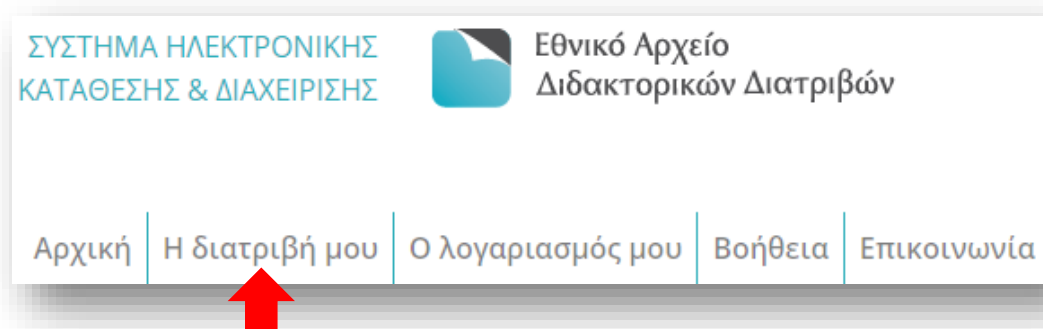 ΣΥΣΤΗΜΑ ΗΛΕΚΤΡΟΝΙΚΗΣ
ΚΑΤΑΘΕΣΗΣ & ΔΙΑΧΕΙΡΙΣΗΣ
Εθνικό Αρχείο
Διδακτορικών Διατριβών
Αρχική Η διατριβή μου Ο λογαριασμός μου Βοήθεια Επικοινωνία